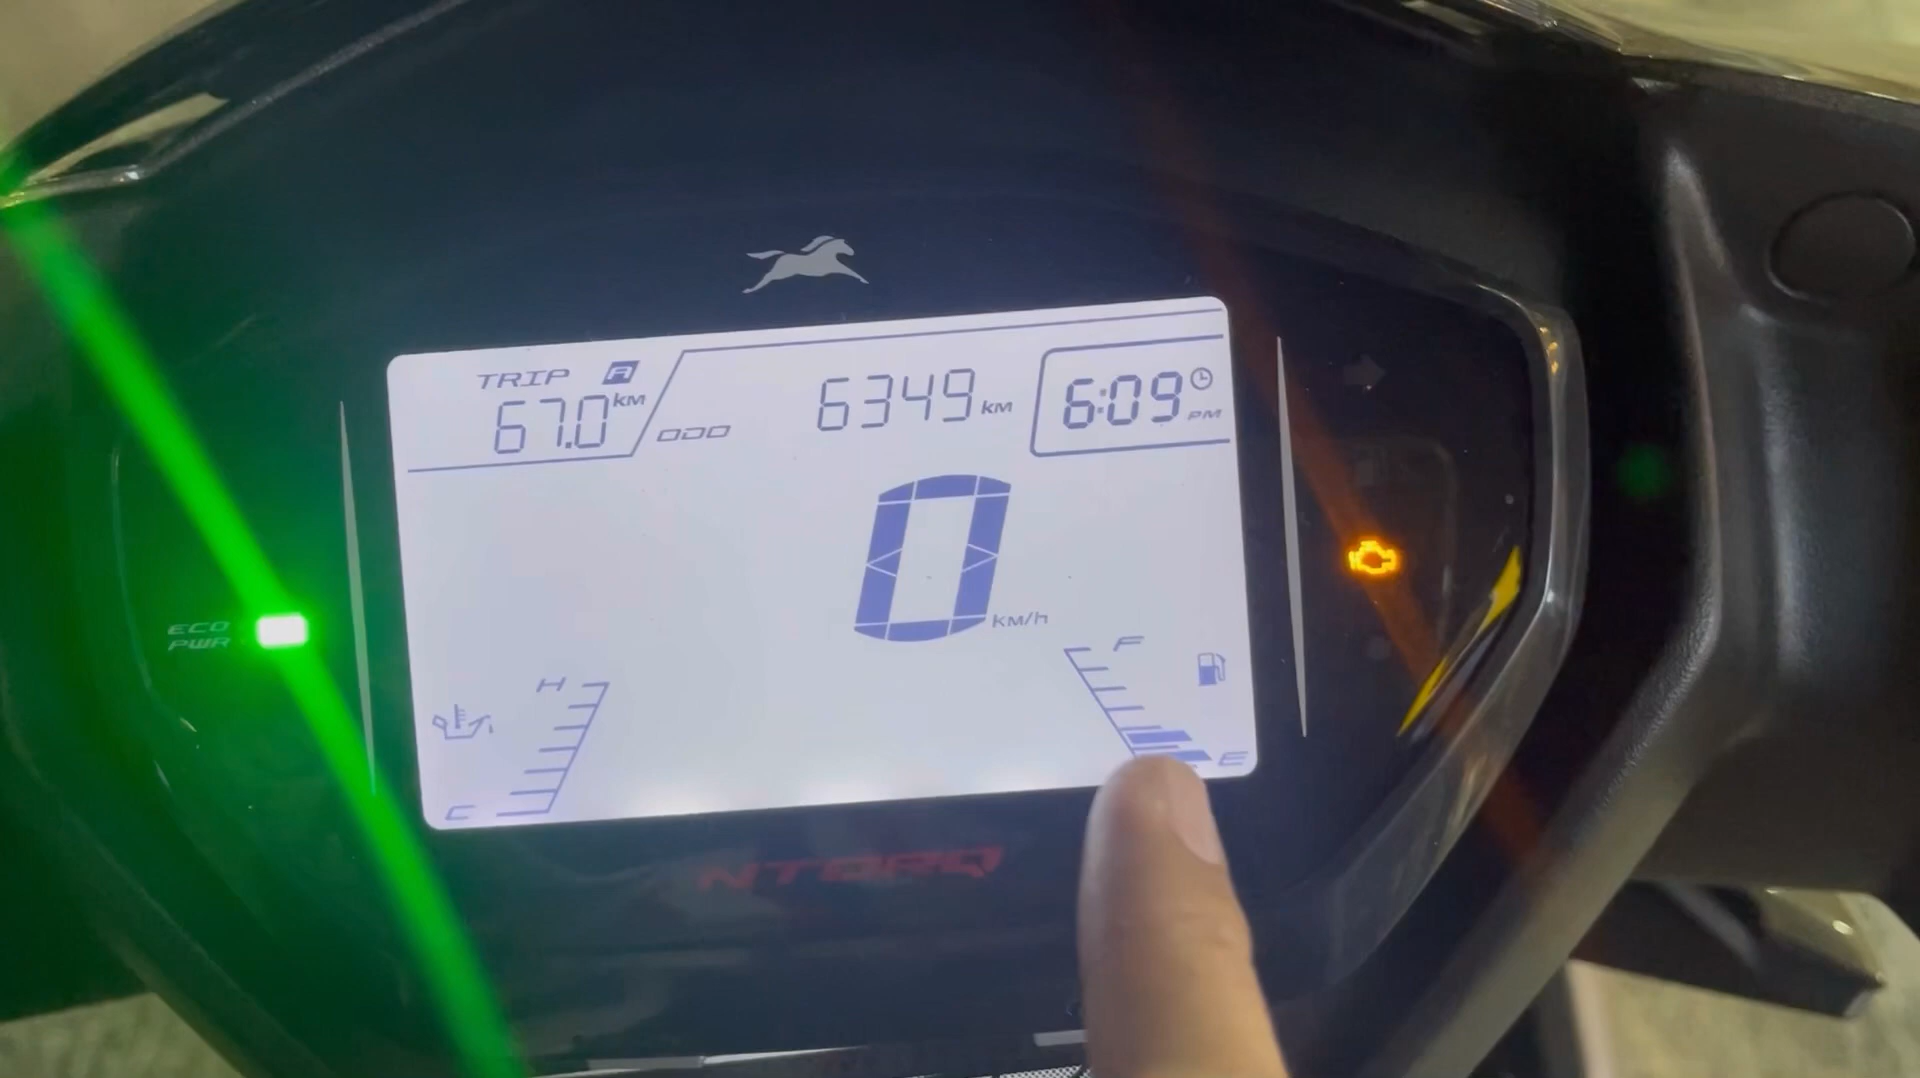 TRIP A
67.0 KM
ODO 6349 KM
6:09 PM
0 KM/H
ECO
PWR
H
C
F
E
NTORQ